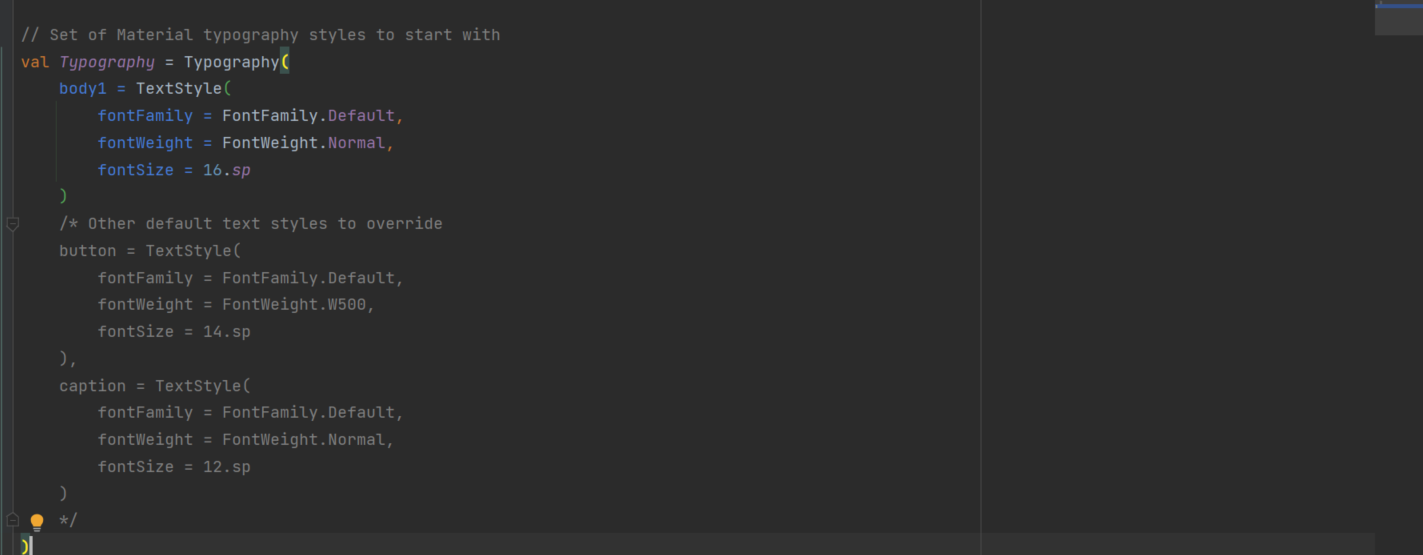 // Set of Material typography styles to start with
val Typography = Typography(
    body1 = TextStyle(
        fontFamily = FontFamily.Default,
        fontWeight = FontWeight.Normal,
        fontSize = 16.sp
    )
    /* Other default text styles to override
    button = TextStyle(
        fontFamily = FontFamily.Default,
        fontWeight = FontWeight.W500,
        fontSize = 14.sp
    ),
    caption = TextStyle(
        fontFamily = FontFamily.Default,
        fontWeight = FontWeight.Normal,
        fontSize = 12.sp
    )
    */
)